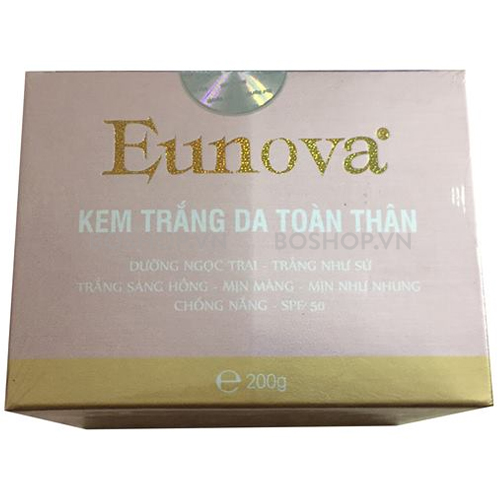 Eunova®
KEM TRẮNG DA TOÀN THÂN
BOSHOP.VN
DƯỠNG NGỌC TRAI - TRẮNG NHƯ SỨ
TRẮNG SÁNG HỒNG - MỊN MÀNG - MỊN NHƯ NHUNG
CHỐNG NẮNG - SPF 50
℮ 200g